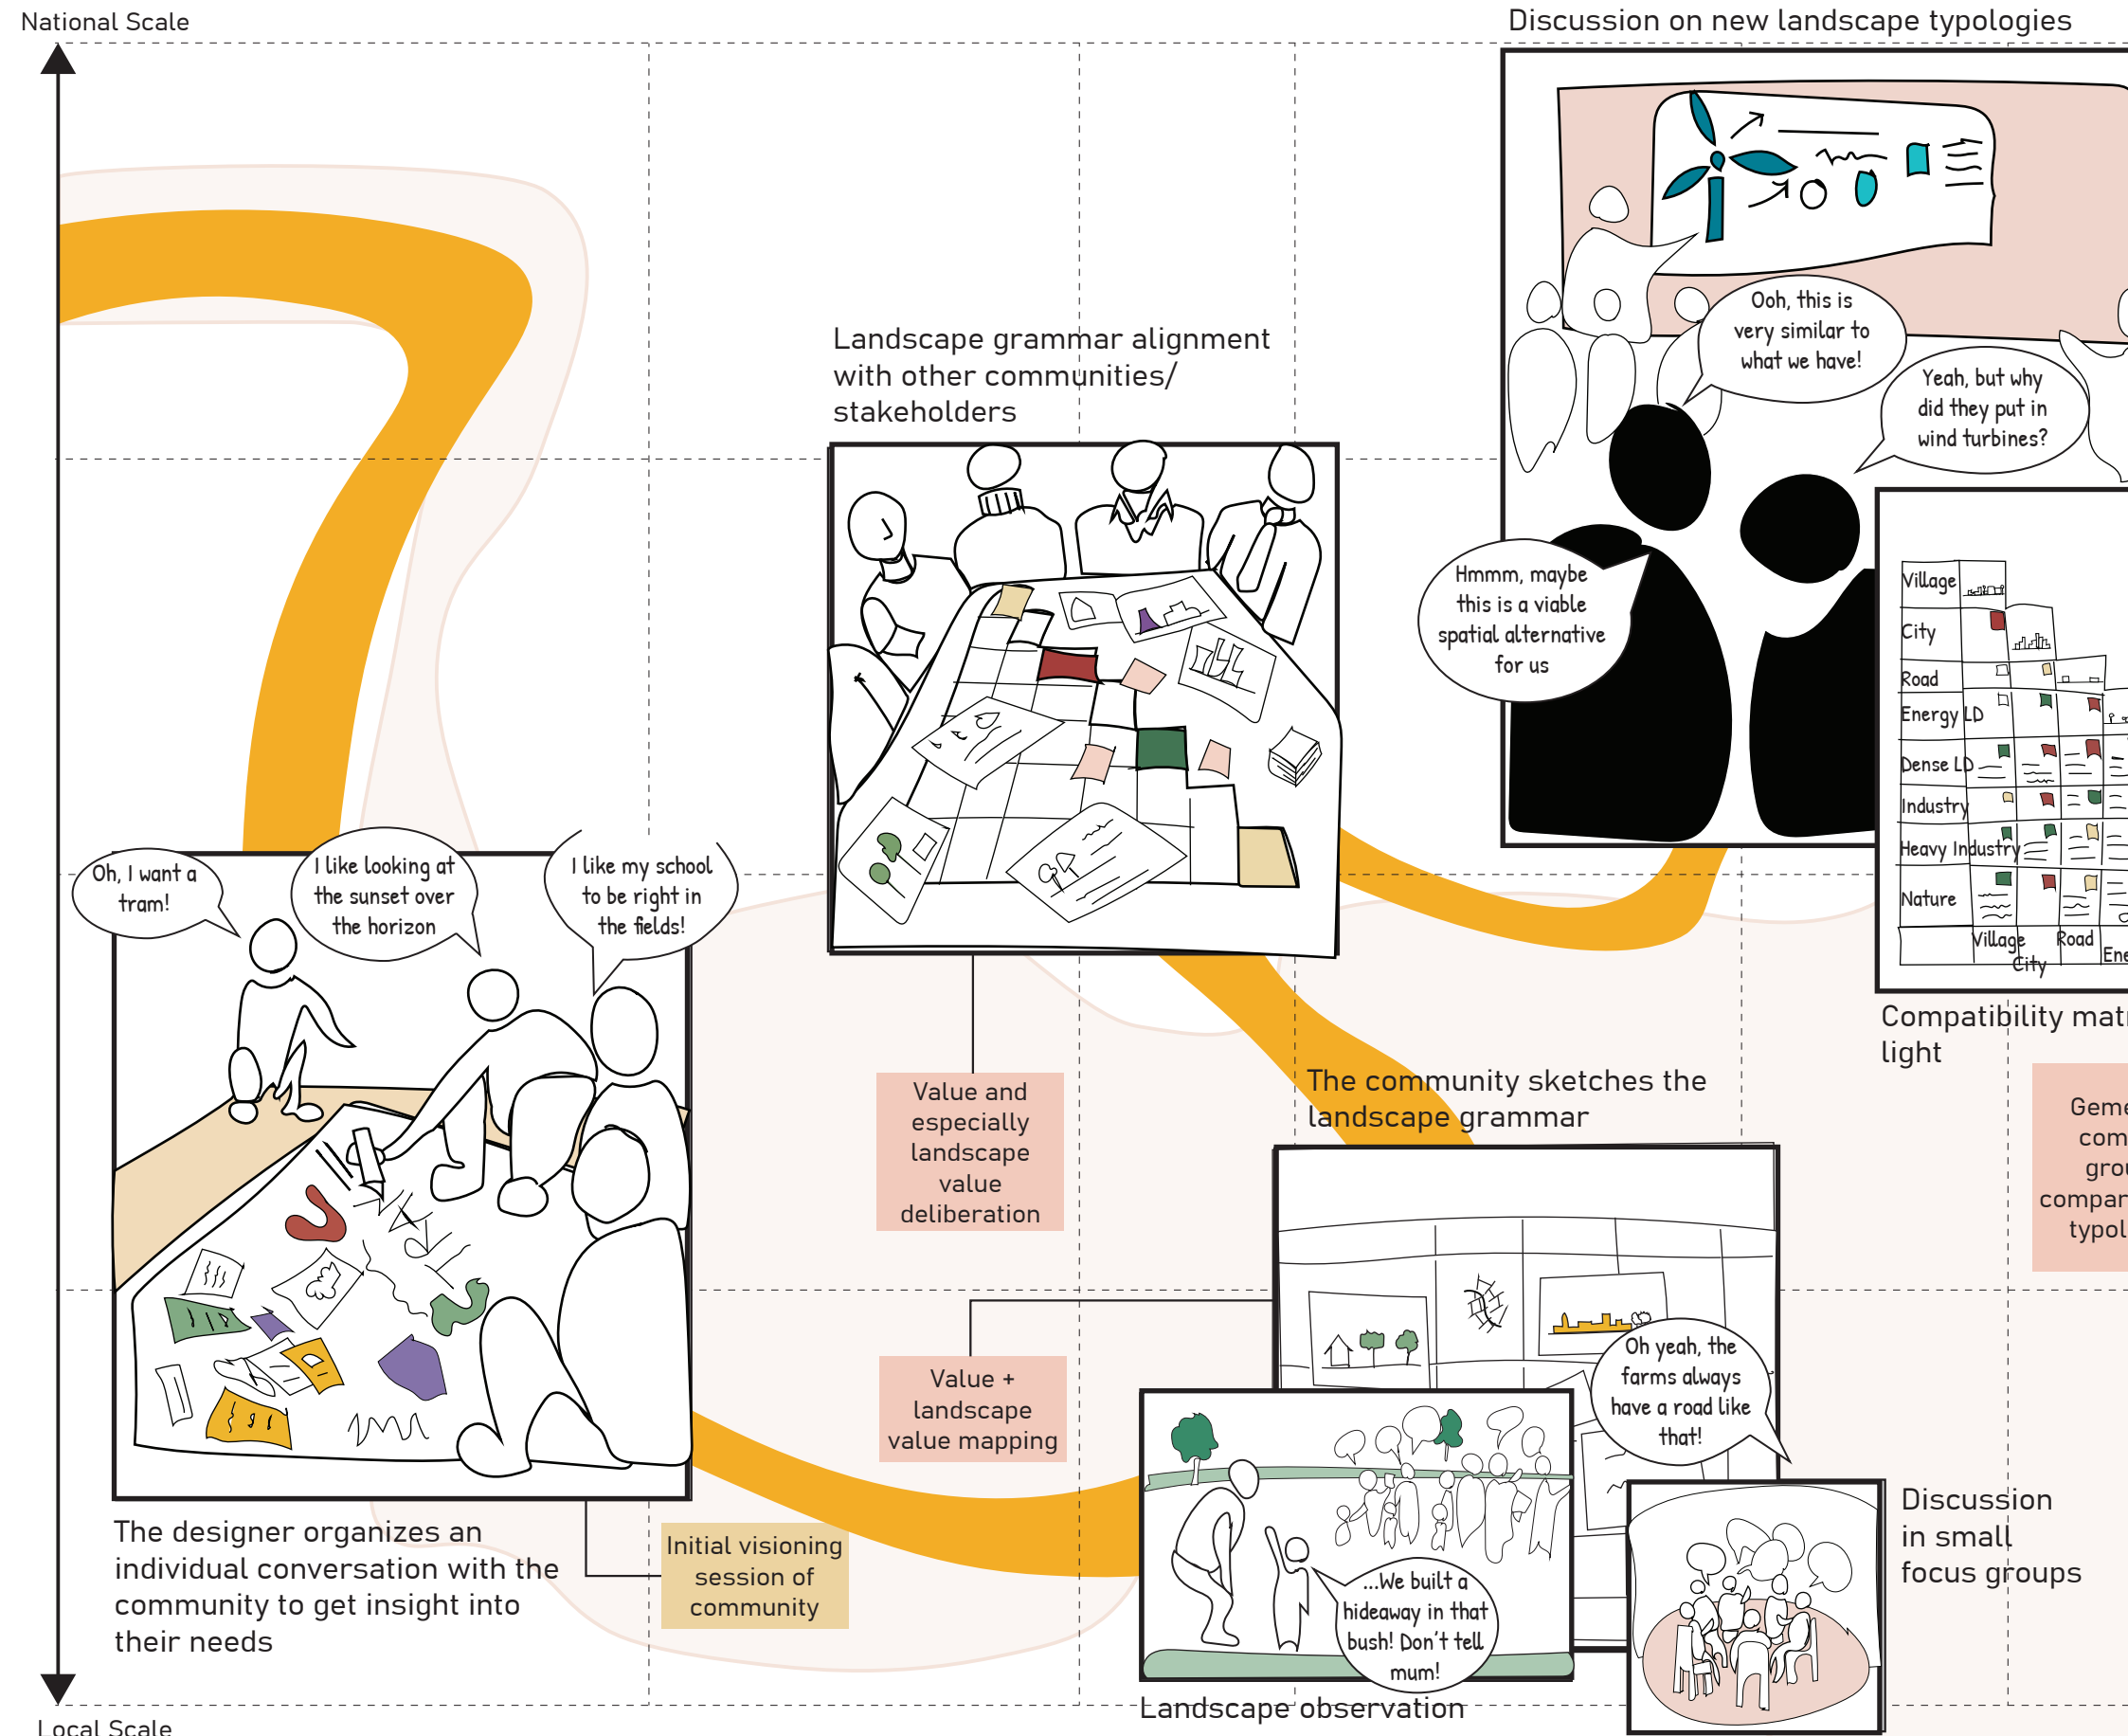 National Scale
Discussion on new landscape typologies
Ooh, this is
very similar to
what we have!
Yeah, but why
did they put in
wind turbines?
Hmmm, maybe
this is a viable
spatial alternative
for us
Landscape grammar alignment
with other communities/
stakeholders
Village
City
Road
Energy LD
Dense LD
Industry
Heavy Industry
Nature
Village
City
Road
Compatibility
light
Oh, I want a
tram!
I like looking at
the sunset over
the horizon
I like my school
to be right in
the fields!
Value and
especially
landscape
value
deliberation
The community sketches the
landscape grammar
Value +
landscape
value mapping
Oh yeah, the
farms always
have a road like
that!
The designer organizes an
individual conversation with the
community to get insight into
their needs
Initial visioning
session of
community
...We built a
hideaway in that
bush! Don't tell
mum!
Landscape observation
Discussion
in small
focus groups
Local Scale